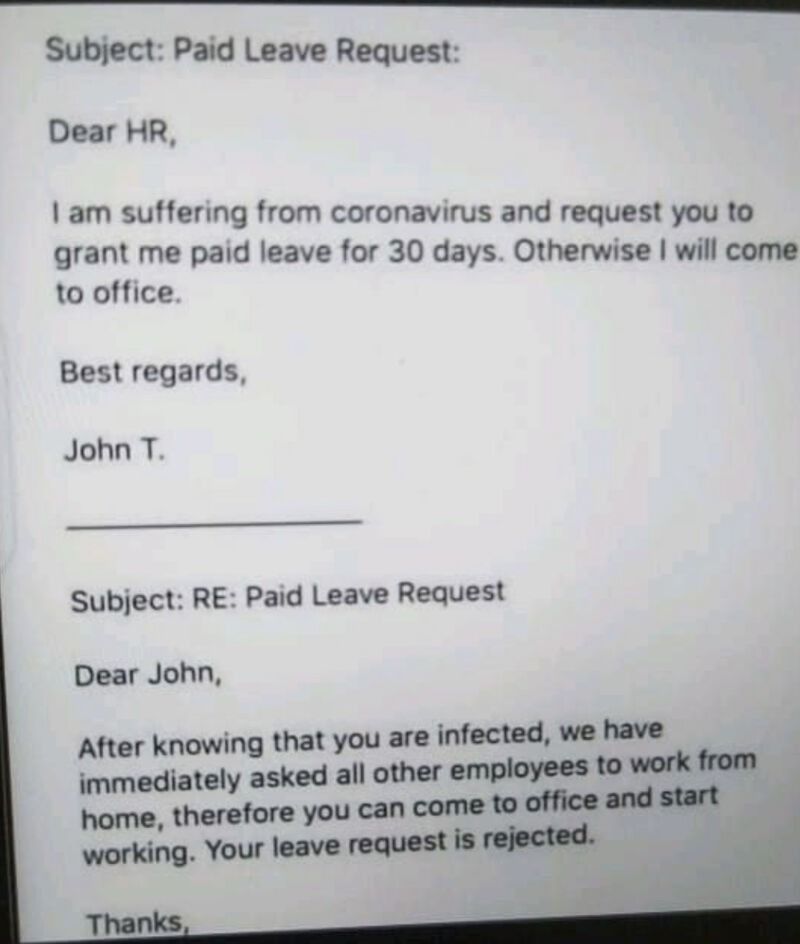 Subject: Paid Leave Request:
Dear HR,
I am suffering from coronavirus and request you to
grant me paid leave for 30 days. Otherwise I will come
to office.
Best regards,
John T.
Subject: RE: Paid Leave Request
Dear John,
After knowing that you are infected, we have
immediately asked all other employees to work from
home, therefore you can come to office and start
working. Your leave request is rejected.
Thanks,